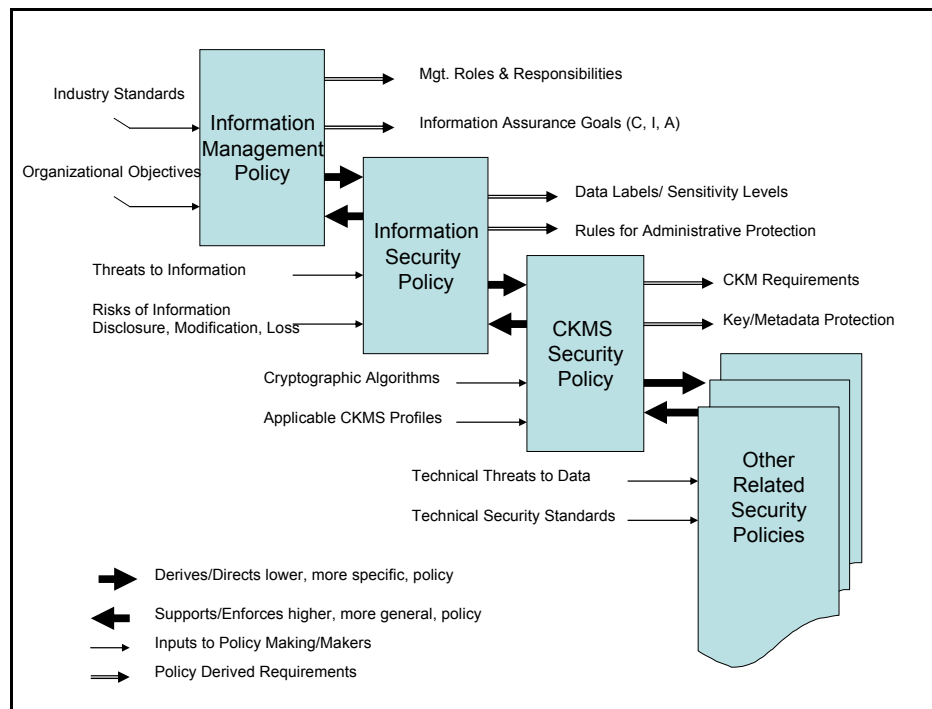 Mgt. Roles & Responsibilities
Industry Standards
Information
Management
Policy
Information Assurance Goals (C, I, A)
Organizational Objectives
Data Labels/ Sensitivity Levels
Information
Security
Policy
Rules for Administrative Protection
Threats to Information
CKM Requirements
Risks of Information
Disclosure, Modification, Loss
CKMS
Security
Policy
Key/Metadata Protection
Cryptographic Algorithms
Applicable CKMS Profiles
Other
Related
Security
Policies
Technical Threats to Data
Technical Security Standards
Derives/Directs lower, more specific, policy
Supports/Enforces higher, more general, policy
Inputs to Policy Making/Makers
Policy Derived Requirements